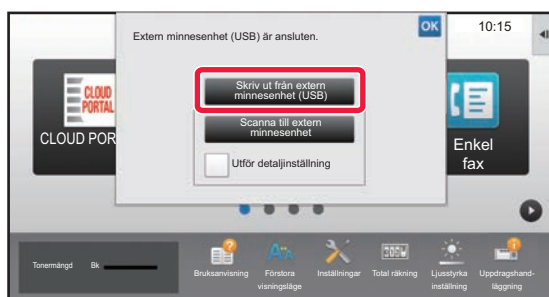 Extern minnesenhet (USB) är ansluten.
OK
10:15
Skriv ut från extern
minnesenhet (USB)
Scanna till extern
minnesenhet
Utför detaljinställning
CLOUD
PORTAL
CLOUD POR
Enkel
fax
Tonermängd
Bk
Bruksanvisning
Förstora
visningsläge
Inställningar
Total räkning
Ljusstyrka
inställning
Uppdragshand-
läggning